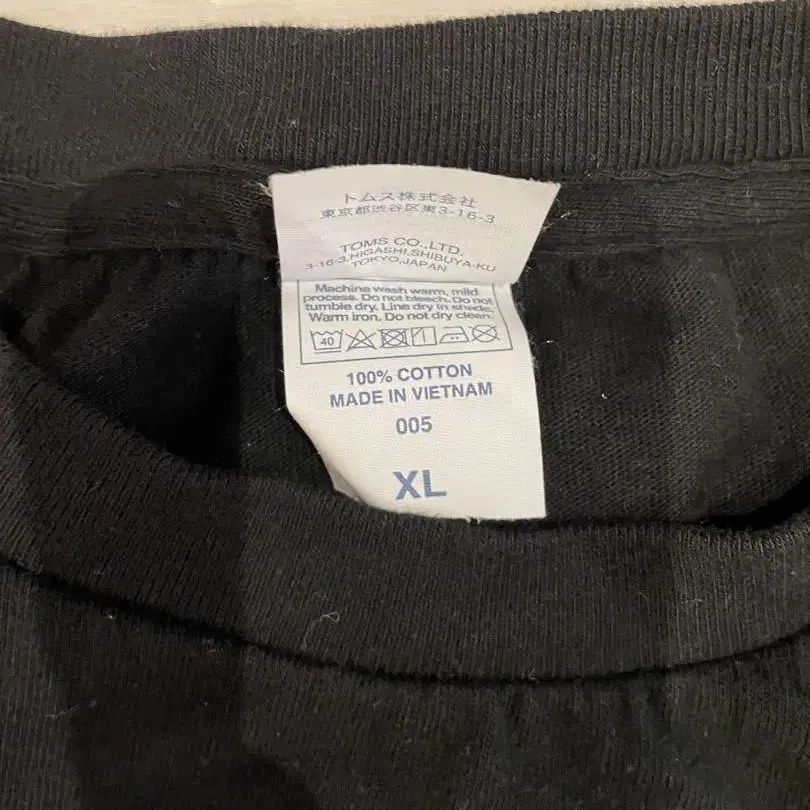 トムス株式会社
東京都渋谷区東3-16-3
TOMS CO.,LTD.
3-16-3,HIGASHI,SHIBUYA-KU
TOKYO,JAPAN
Machine wash warm, mild
process. Do not bleach. Do not
tumble dry. Line dry in shade.
Warm iron. Do not dry clean.
40
100% COTTON
MADE IN VIETNAM
005
XL